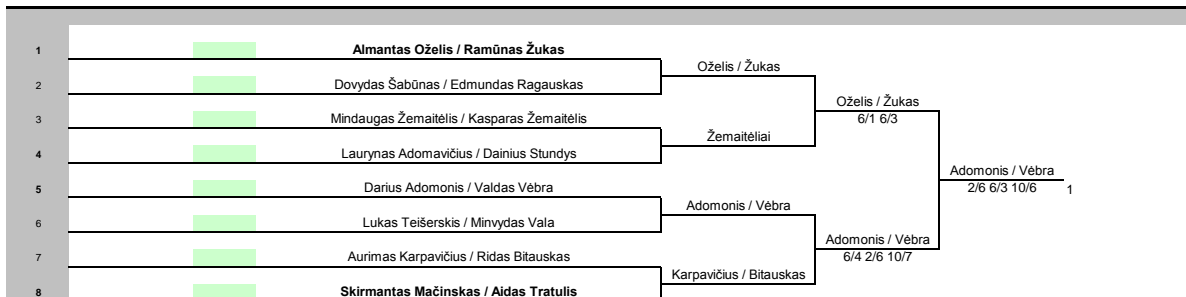 1 Almantas Oželis / Ramūnas Žukas
Oželis / Žukas
2 Dovydas Šabūnas / Edmundas Ragauskas
Oželis / Žukas
3 Mindaugas Žemaitėlis / Kasparas Žemaitėlis
6/1 6/3
Žemaitėliai
4 Laurynas Adomavičius / Dainius Stundys
Adomonis / Vėbra
5 Darius Adomonis / Valdas Vėbra
2/6 6/3 10/6 1
Adomonis / Vėbra
6 Lukas Teišerskis / Minvydas Vala
Adomonis / Vėbra
7 Aurimas Karpavičius / Ridas Bitauskas
6/4 2/6 10/7
Karpavičius / Bitauskas
8 Skirmantas Mačinskas / Aidas Tratulis